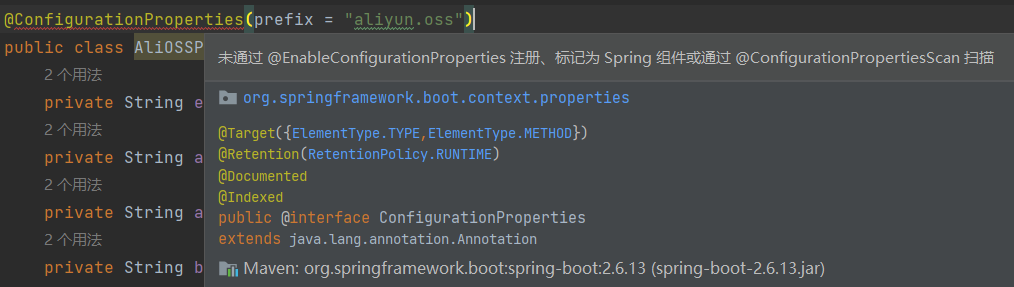 @ConfigurationProperties(prefix = "aliyun.oss")
public class AliOSSP
未通过 @EnableConfigurationProperties 注册、标记为 Spring 组件或通过 @ConfigurationPropertiesScan 扫描
2 个用法
private String e
org.springframework.boot.context.properties
2 个用法
@Target({ElementType.TYPE,ElementType.METHOD})
private String a
@Retention(RetentionPolicy.RUNTIME)
@Documented
2 个用法
@Indexed
private String a
public @interface ConfigurationProperties
2 个用法
extends java.lang.annotation.Annotation
private String b
Maven: org.springframework.boot:spring-boot:2.6.13 (spring-boot-2.6.13.jar)